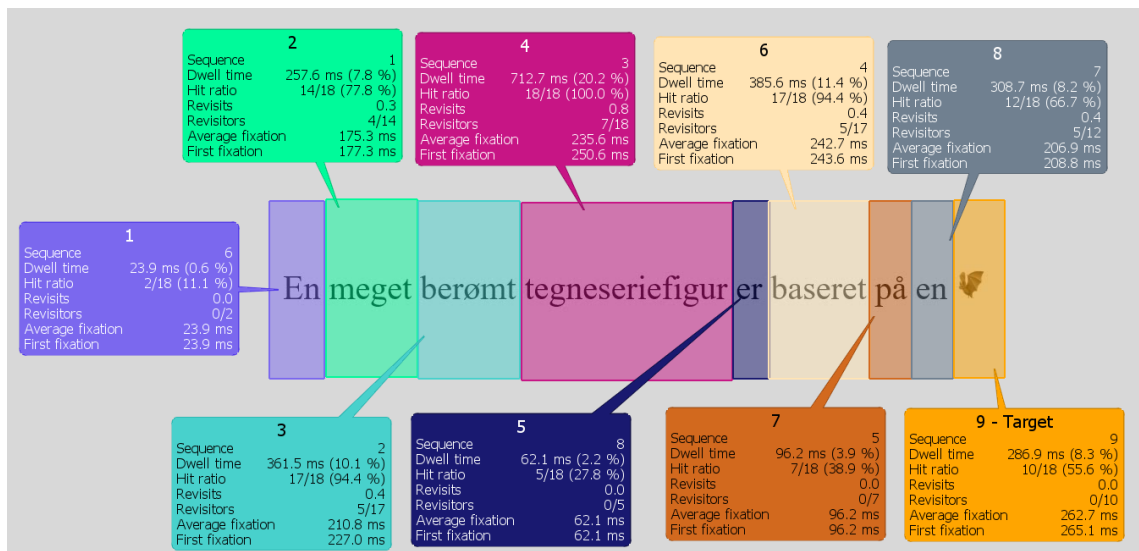 2
Sequence 1
Dwell time 257.6 ms (7.8 %)
Hit ratio 14/18 (77.8 %)
Revisits 0.3
Revisitors 4/14
Average fixation 175.3 ms
First fixation 177.3 ms
4
Sequence 3
Dwell time 712.7 ms (20.2 %)
Hit ratio 18/18 (100.0 %)
Revisits 0.8
Revisitors 7/18
Average fixation 235.6 ms
First fixation 250.6 ms
6
Sequence 4
Dwell time 385.6 ms (11.4 %)
Hit ratio 17/18 (94.4 %)
Revisits 0.4
Revisitors 5/17
Average fixation 242.7 ms
First fixation 243.6 ms
8
Sequence 7
Dwell time 308.7 ms (8.2 %)
Hit ratio 12/18 (66.7 %)
Revisits 0.4
Revisitors 5/12
Average fixation 206.9 ms
First fixation 208.8 ms
1
Sequence 6
Dwell time 23.9 ms (0.6 %)
Hit ratio 2/18 (11.1 %)
Revisits 0.0
Revisitors 0/2
Average fixation 23.9 ms
First fixation 23.9 ms
En meget berømt tegneseriefigur er baseret på en
3
Sequence 2
Dwell time 361.5 ms (10.1 %)
Hit ratio 17/18 (94.4 %)
Revisits 0.4
Revisitors 5/17
Average fixation 210.8 ms
First fixation 227.0 ms
5
Sequence 8
Dwell time 62.1 ms (2.2 %)
Hit ratio 5/18 (27.8 %)
Revisits 0.0
Revisitors 0/5
Average fixation 62.1 ms
First fixation 62.1 ms
7
Sequence 5
Dwell time 96.2 ms (3.9 %)
Hit ratio 7/18 (38.9 %)
Revisits 0.0
Revisitors 0/7
Average fixation 96.2 ms
First fixation 96.2 ms
9 - Target
Sequence 9
Dwell time 286.9 ms (8.3 %)
Hit ratio 10/18 (55.6 %)
Revisits 0.0
Revisitors 0/10
Average fixation 262.7 ms
First fixation 265.1 ms